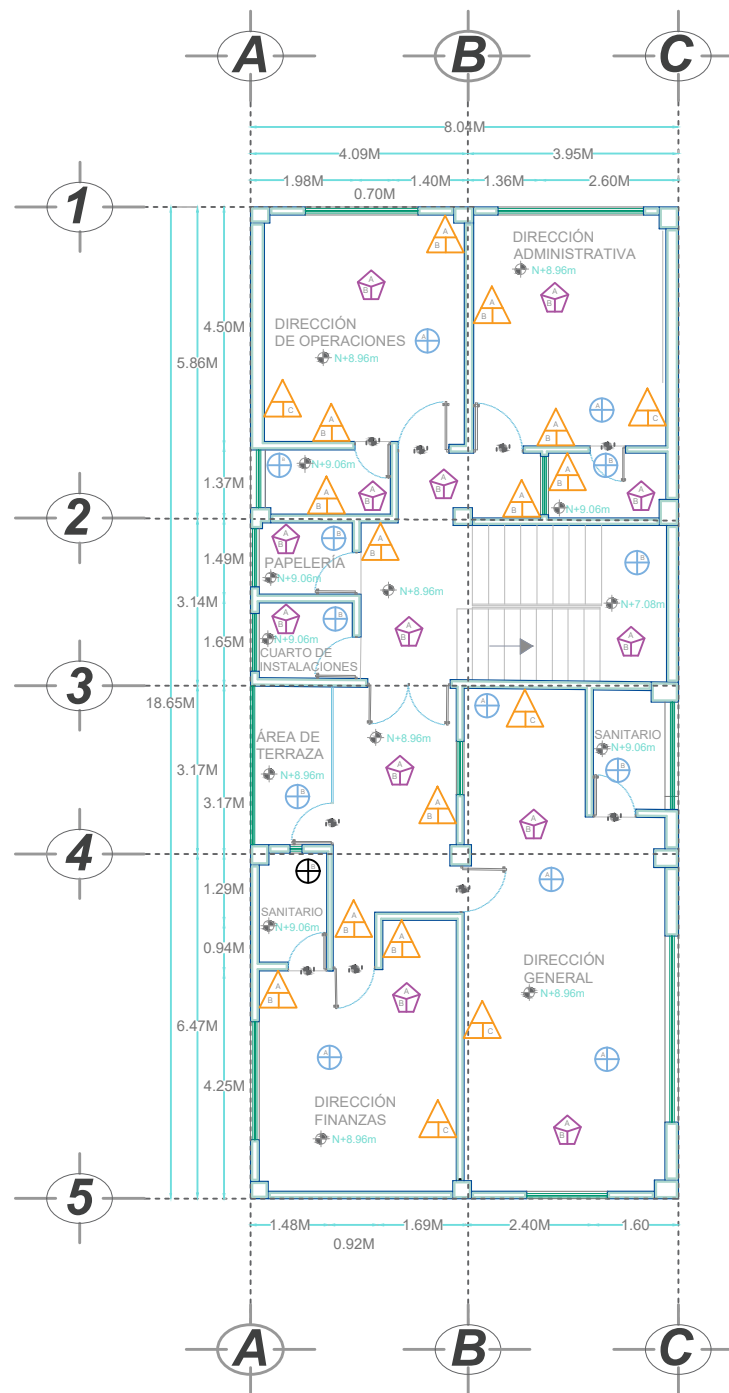 A B C
8.04M
4.09M 3.95M
1.98M 1.40M 1.36M 2.60M
0.70M
1
DIRECCIÓN
ADMINISTRATIVA
N+8.96m
4.50M
DIRECCIÓN
DE OPERACIONES
N+8.96m
5.86M
N+9.06m
1.37M
N+9.06m
2
1.49M
PAPELERÍA
N+9.06m
N+8.96m
3.14M
N+7.08m
1.65M
N+9.06m
CUARTO DE
INSTALACIONES
3
18.65M
ÁREA DE
TERRAZA
N+8.96m
N+8.96m
SANITARIO
N+9.06m
3.17M
3.17M
4
1.29M
SANITARIO
N+9.06m
0.94M
DIRECCIÓN
GENERAL
N+8.96m
6.47M
4.25M
DIRECCIÓN
FINANZAS
N+8.96m
5
1.48M 1.69M 2.40M 1.60
0.92M
A B C